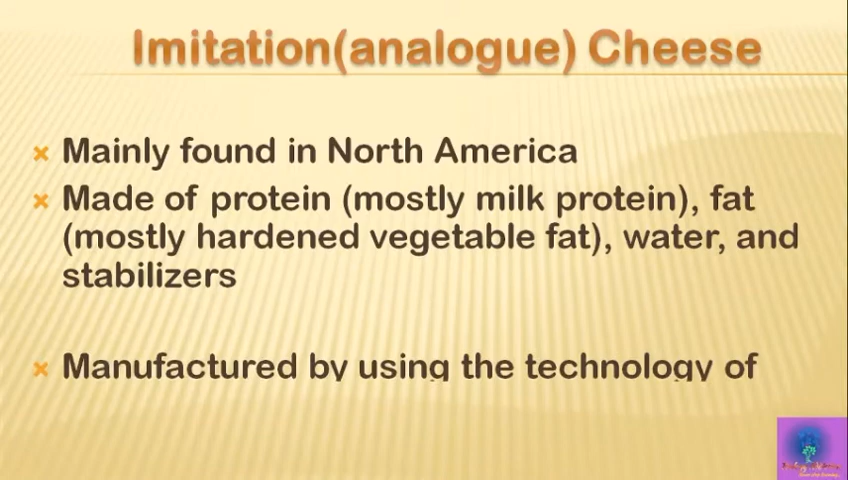 Imitation(analogue) Cheese
Mainly found in North America
Made of protein (mostly milk protein), fat
(mostly hardened vegetable fat), water, and
stabilizers
Manufactured by using the technology of